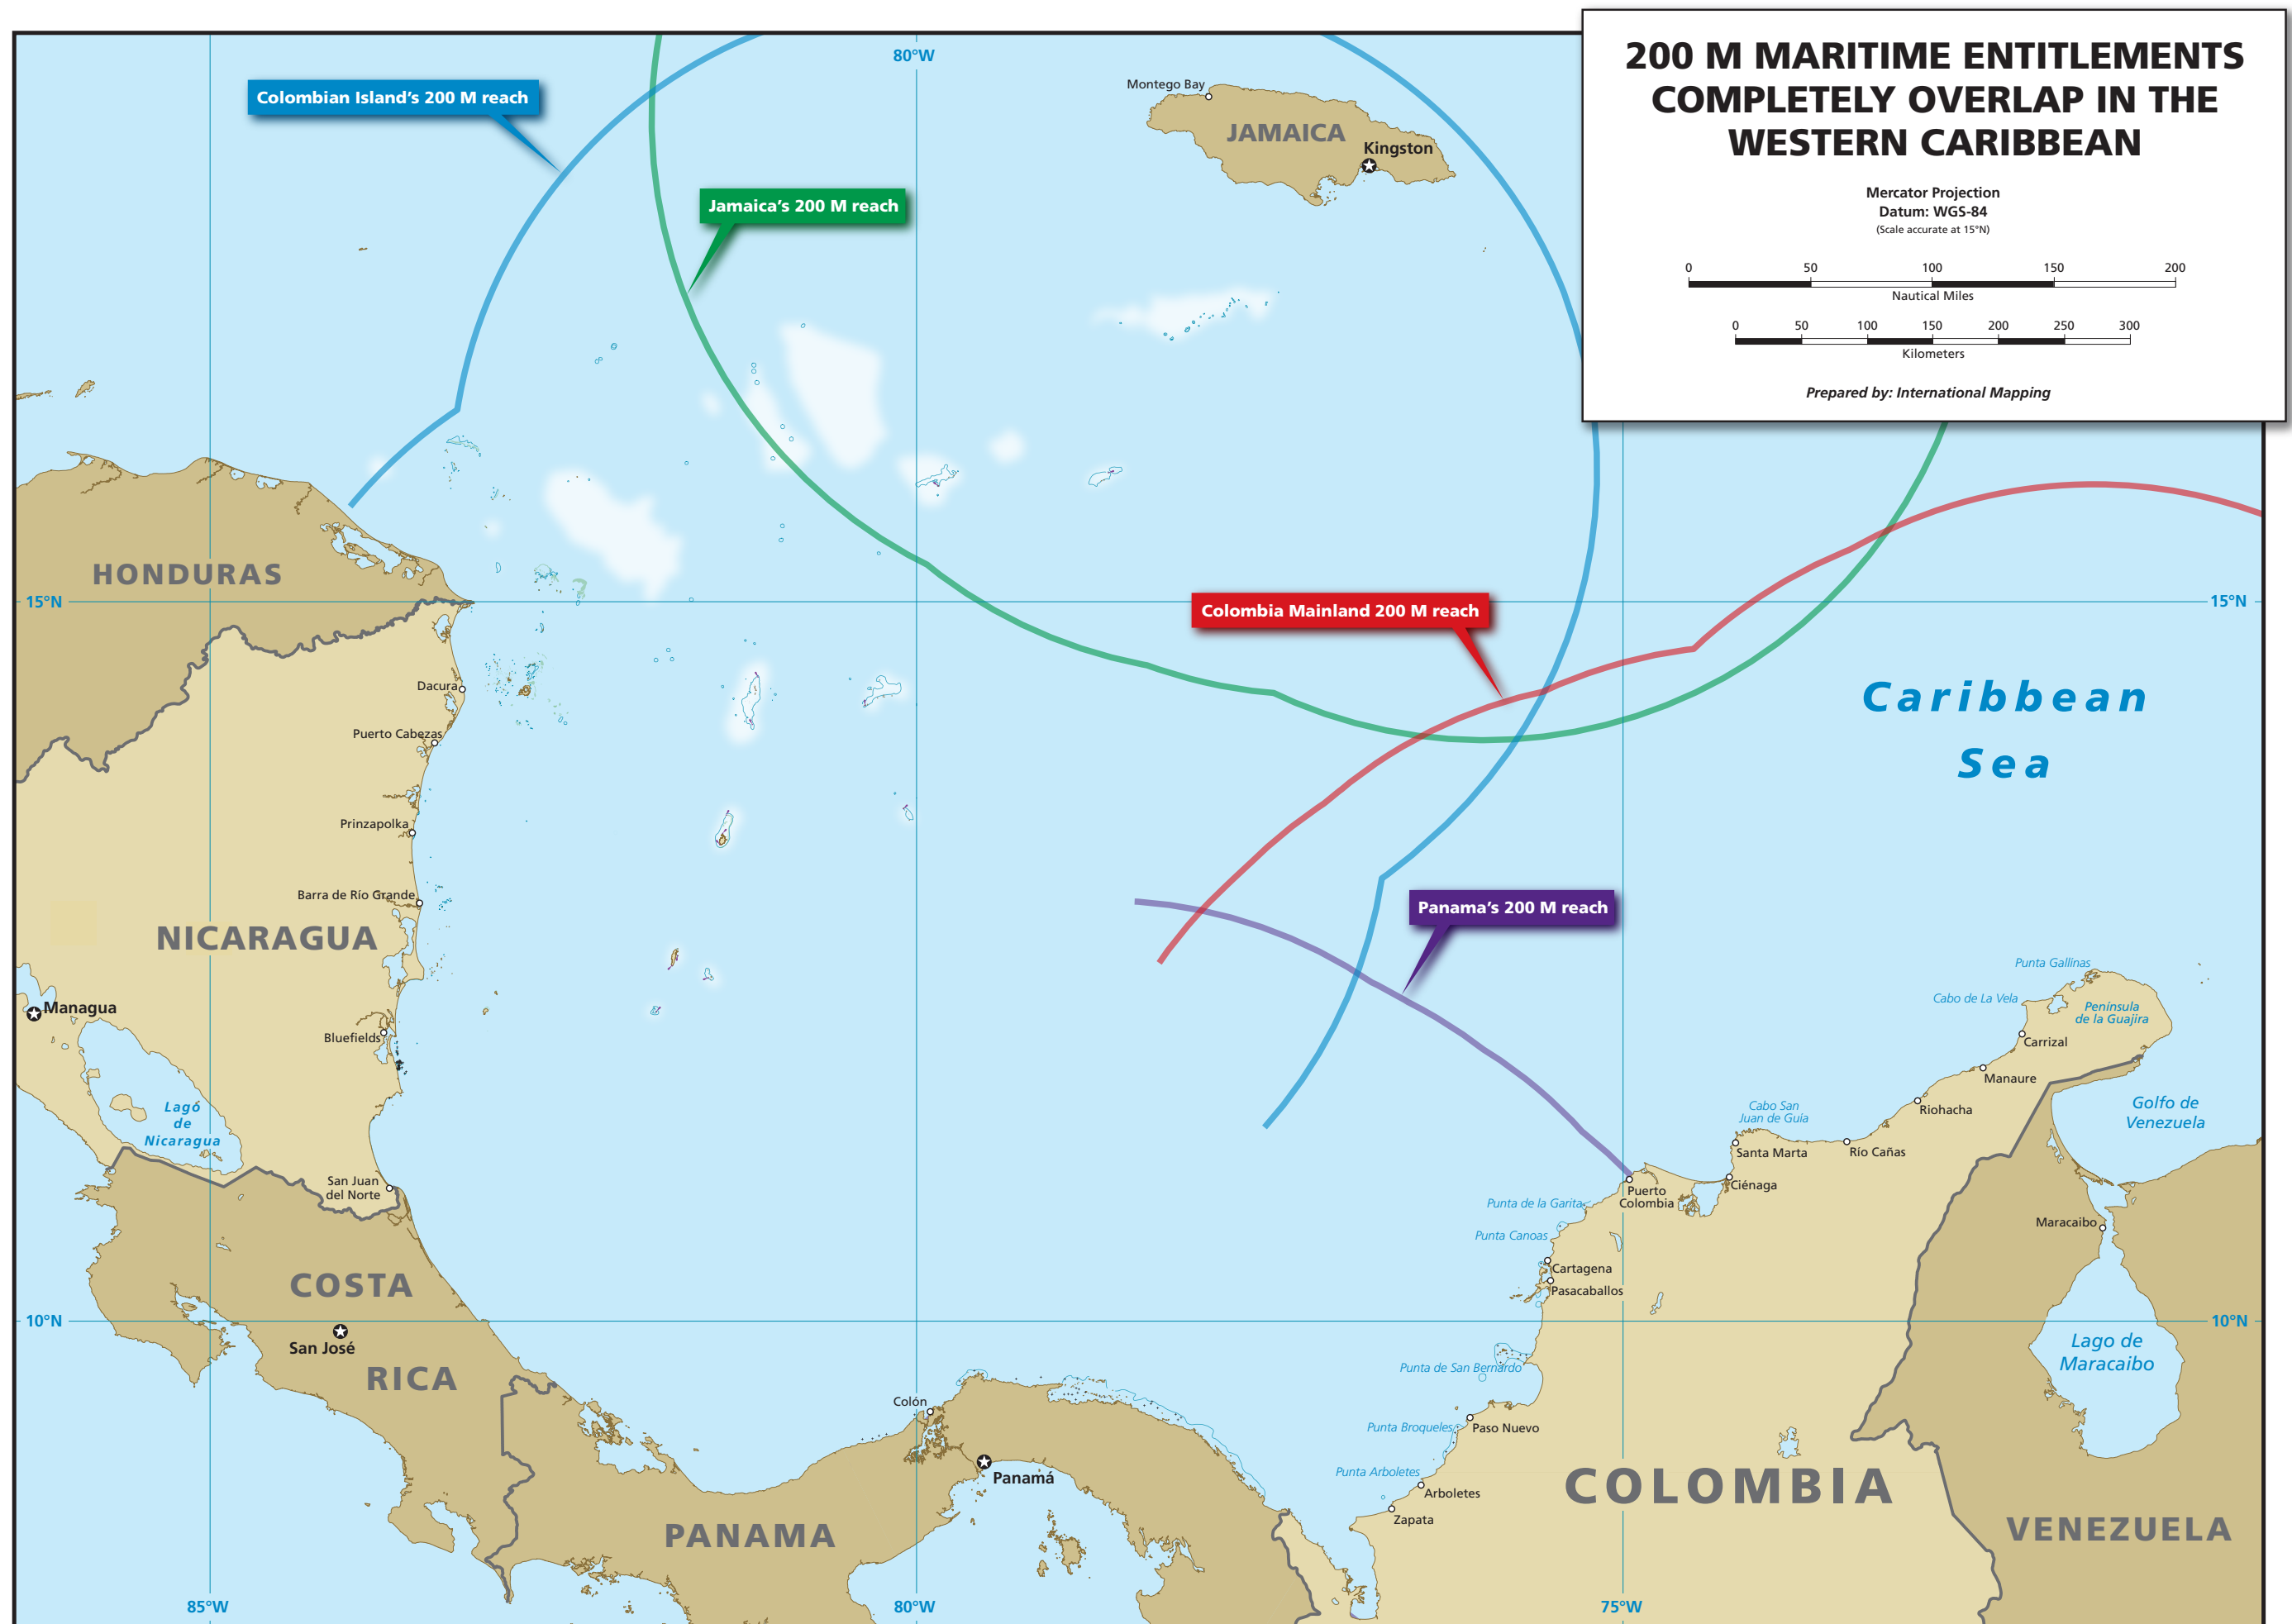 200 M MARITIME ENTITLEMENTS
COMPLETELY OVERLAP IN THE
WESTERN CARIBBEAN
Mercator Projection
Datum: WGS-84
(Scale accurate at 15°N)
0 50 100 150 200
Nautical Miles
0 50 100 150 200 250 300
Kilometers
Prepared by: International Mapping
80°W
Colombian Island's 200 M reach
Montego Bay
JAMAICA
Kingston
Jamaica's 200 M reach
HONDURAS
15°N
15°N
Colombia Mainland 200 M reach
Dacura
Puerto Cabezas
Caribbean
Sea
Prinzapolka
Barra de Río Grande
Panama's 200 M reach
NICARAGUA
Punta Gallinas
Cabo de La Vela
Península
de la Guajira
Managua
Bluefields
Carrizal
Manaure
Lago
de
Nicaragua
Cabo San
Juan de Guía
Riohacha
Golfo de
Venezuela
Santa Marta
Río Cañas
San Juan
del Norte
Ciénaga
Puerto
Colombia
Punta de la Garita
Maracaibo
Punta Canoas
Cartagena
Pasacaballos
COSTA
RICA
San José
10°N
10°N
Lago de
Maracaibo
Punta de San Bernardo
Colón
Punta Broqueles
Paso Nuevo
Panamá
Punta Arboletes
Arboletes
Zapata
COLOMBIA
PANAMA
VENEZUELA
85°W
80°W
75°W